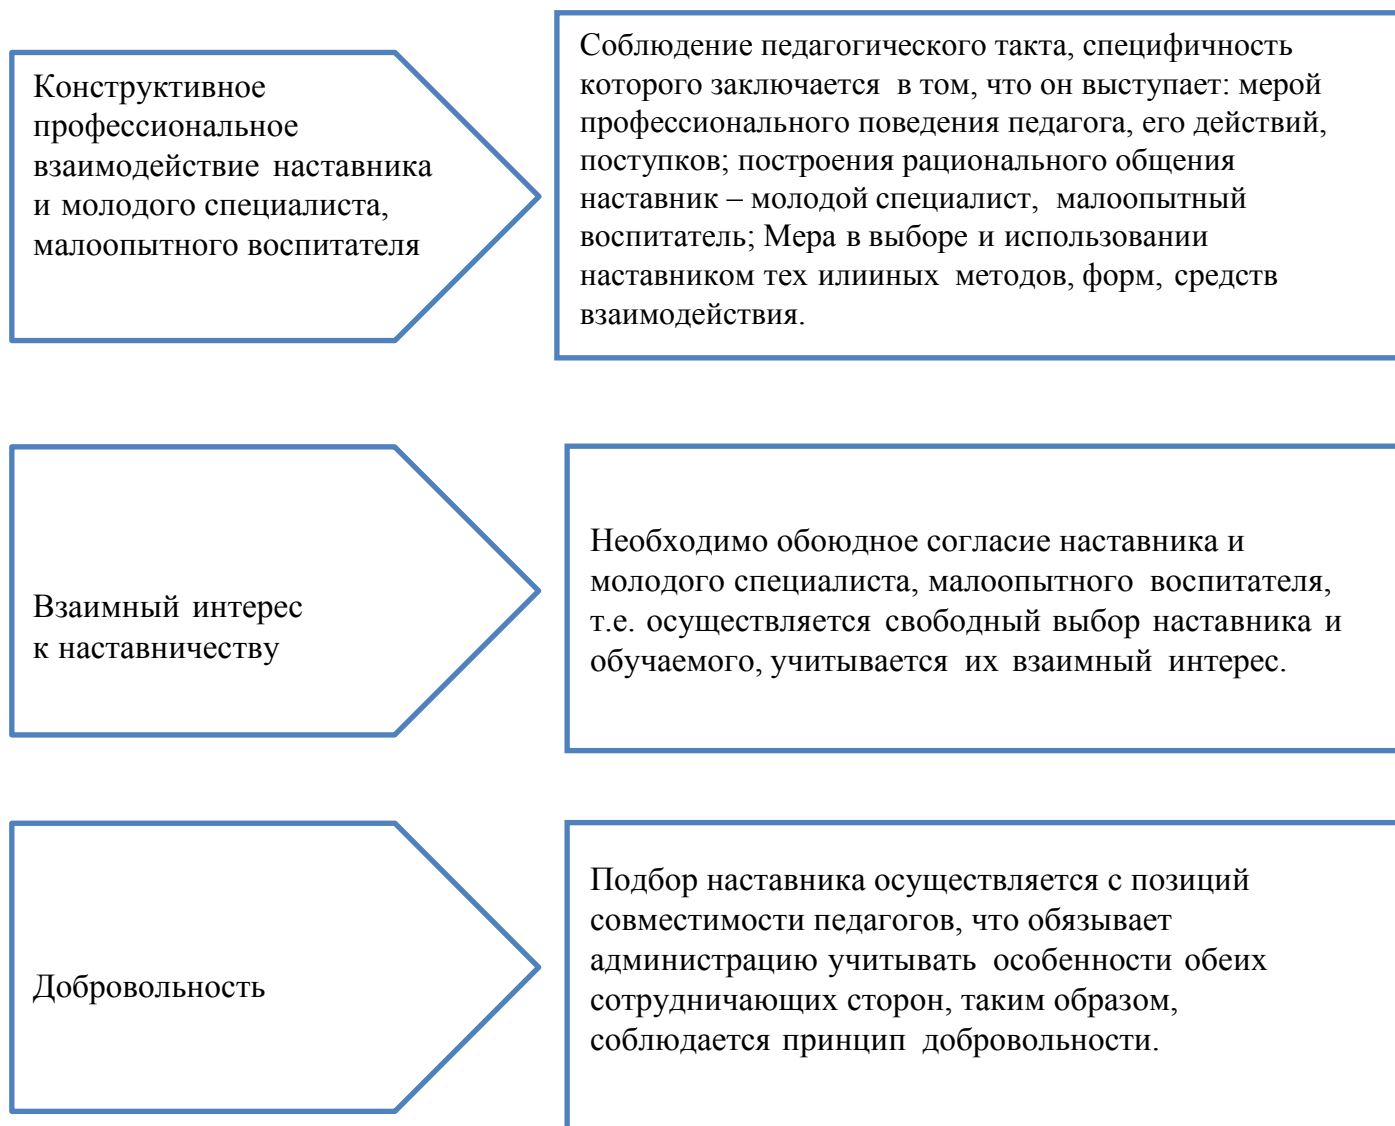 Конструктивное
профессиональное
взаимодействие наставника
и молодого специалиста,
малоопытного воспитателя
Соблюдение педагогического такта, специфичность
которого заключается в том, что он выступает: мерой
профессионального поведения педагога, его действий,
поступков; построения рационального общения
наставник – молодой специалист, малоопытный
воспитатель; Мера в выборе и использовании
наставником тех илииных методов, форм, средств
взаимодействия.
Взаимный интерес
к наставничеству
Необходимо обоюдное согласие наставника и
молодого специалиста, малоопытного воспитателя,
т.е. осуществляется свободный выбор наставника и
обучаемого, учитывается их взаимный интерес.
Добровольность
Подбор наставника осуществляется с позиций
совместимости педагогов, что обязывает
администрацию учитывать особенности обеих
сотрудничающих сторон, таким образом,
соблюдается принцип добровольности.